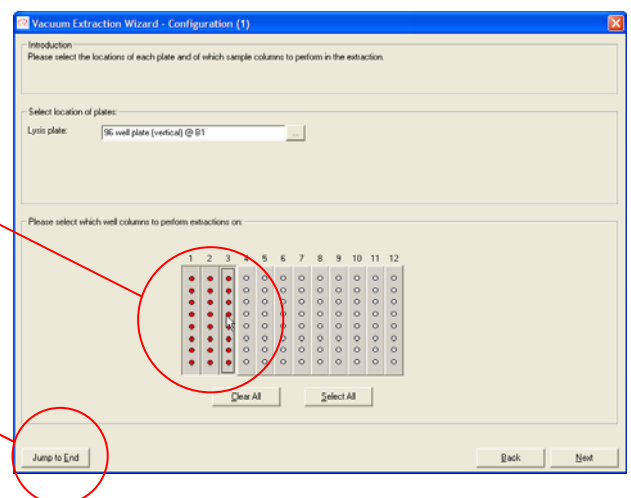 Vacuum Extraction Wizard - Configuration (1)
Introduction
Please select the locations of each plate and of which sample columns to perform in the extraction.
Select location of plates:
Lysis plate: 96 well plate (vertical) @ B1 ...
Please select which well columns to perform extractions on:
1 2 3 4 5 6 7 8 9 10 11 12
Clear All Select All
Jump to End Back Next